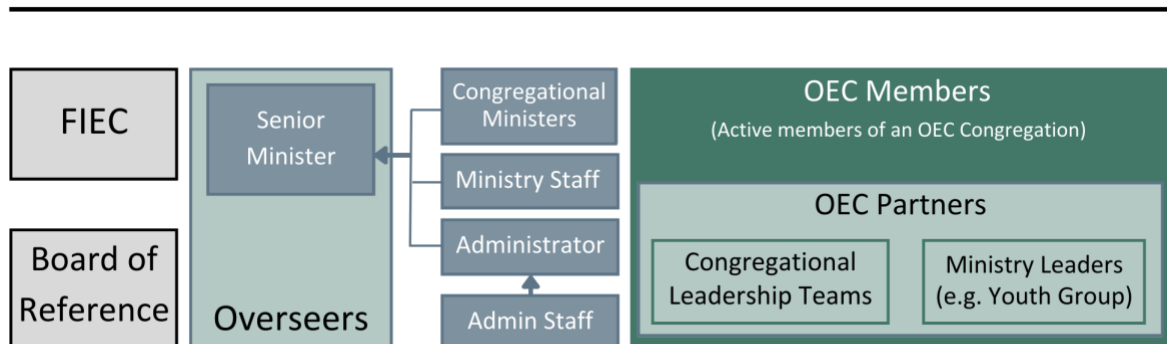 FIEC
Board of
Reference
Senior
Minister
Overseers
Congregational
Ministers
Ministry Staff
Administrator
Admin Staff
OEC Members
(Active members of an OEC Congregation)
OEC Partners
Congregational
Leadership Teams
Ministry Leaders
(e.g. Youth Group)